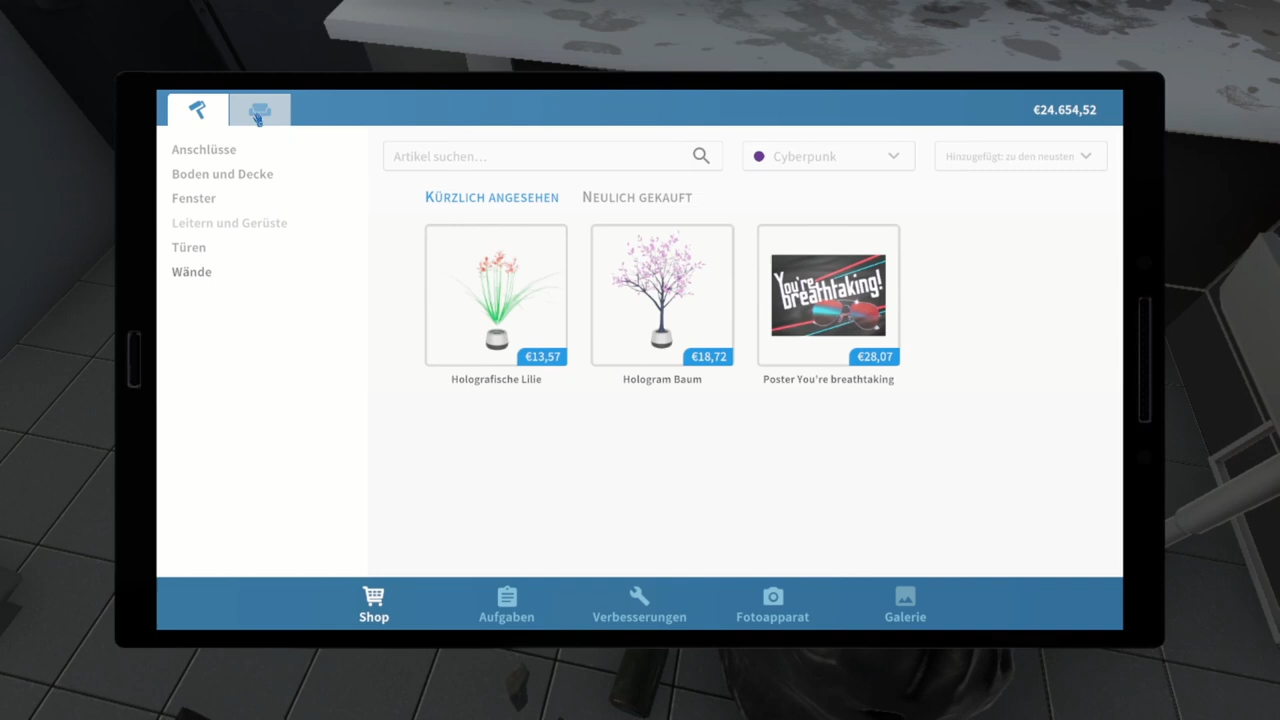 €24.654,52
Anschlüsse
Boden und Decke
Fenster
Leitern und Gerüste
Türen
Wände
Artikel suchen...
Cyberpunk
Hinzugefügt: zu den neusten
KÜRZLICH ANGESEHEN
NEULICH GEKAUFT
You're
breathtaking!
€13,57
€18,72
€28,07
Holografische Lilie
Hologram Baum
Poster You're breathtaking
Shop
Aufgaben
Verbesserungen
Fotoapparat
Galerie